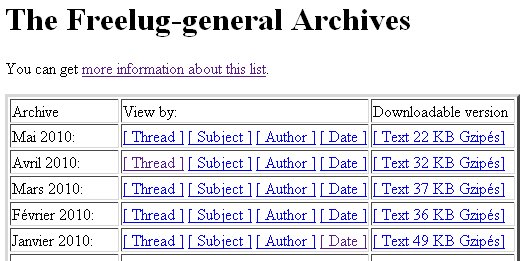 The Freelug-general Archives
You can get more information about this list.
Archive View by: Downloadable version
Mai 2010: [ Thread ] [ Subject ] [ Author ] [ Date ] [ Text 22 KB Gzipés]
Avril 2010: [ Thread ] [ Subject ] [ Author ] [ Date ] [ Text 32 KB Gzipés]
Mars 2010: [ Thread ] [ Subject ] [ Author ] [ Date ] [ Text 37 KB Gzipés]
Février 2010: [ Thread ] [ Subject ] [ Author ] [ Date ] [ Text 36 KB Gzipés]
Janvier 2010: [ Thread ] [ Subject ] [ Author ] [ Date ] [ Text 49 KB Gzipés]